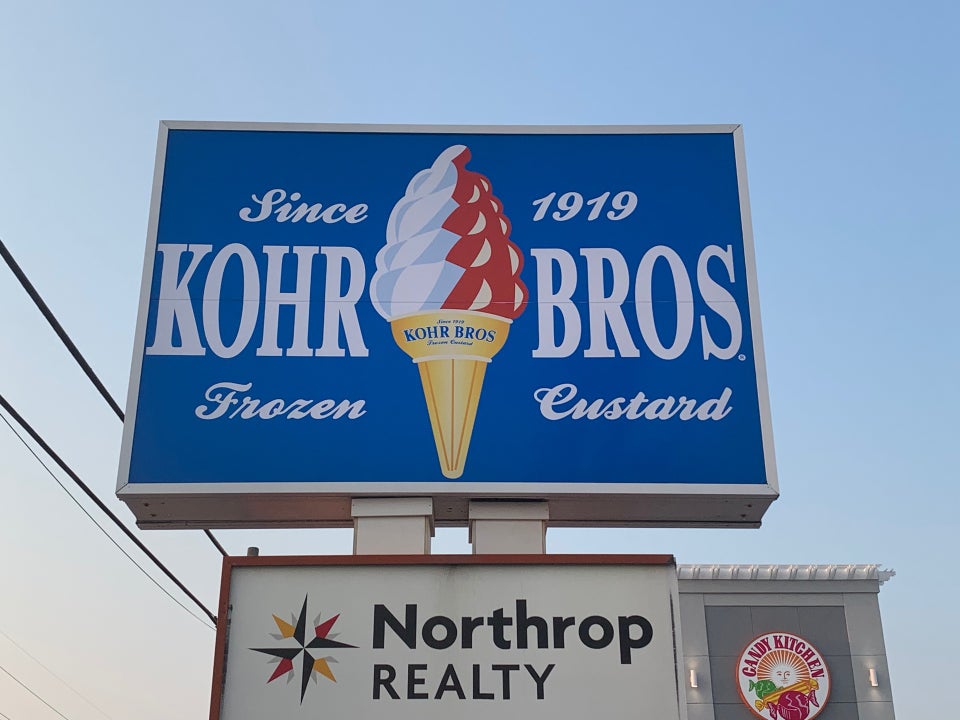 Since 1919
KOHR BROS®
Since 1919
KOHR BROS
Frozen Custard
Frozen Custard
Northrop
REALTY
CANDY KITCHEN